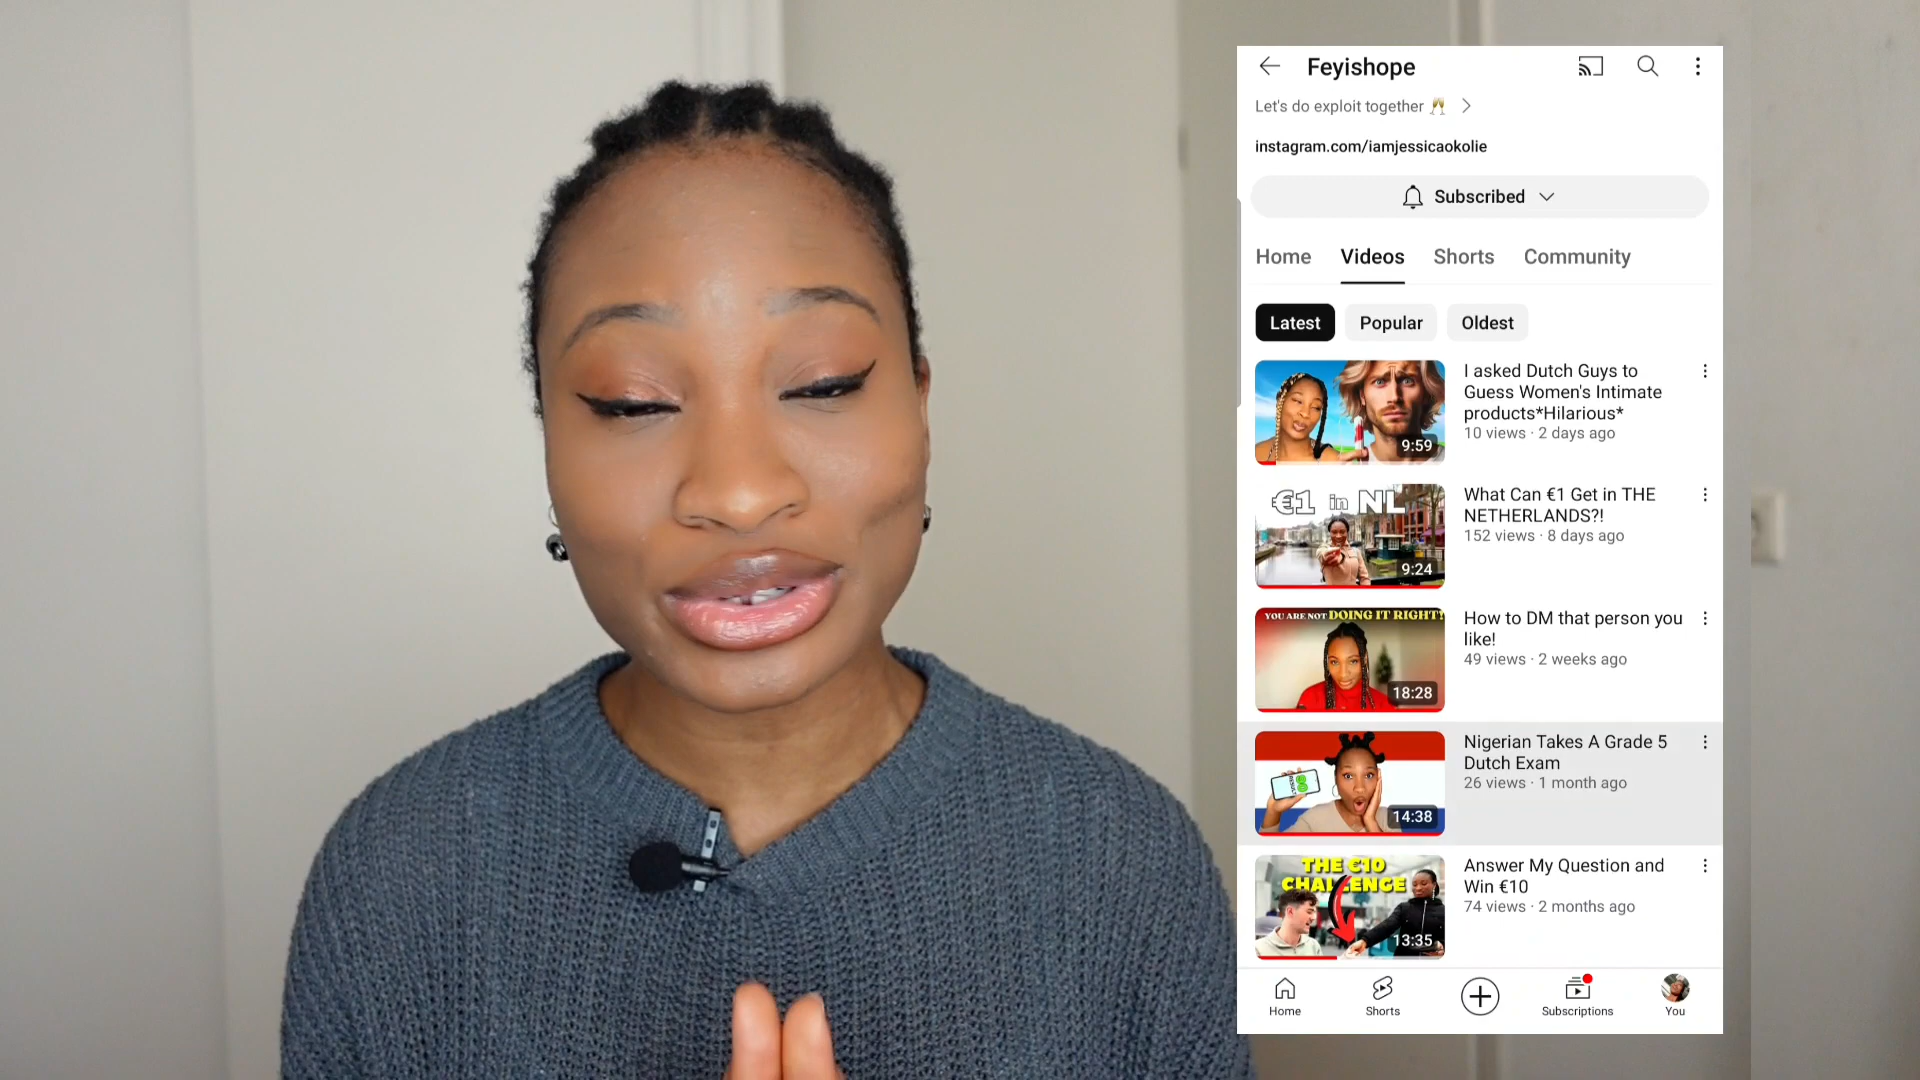 Feyishope
Let's do exploit together 🥂
instagram.com/iamjessicaokolie
Subscribed
Home Videos Shorts Community
Latest Popular Oldest
9:59
I asked Dutch Guys to
Guess Women's Intimate
products*Hilarious*
10 views · 2 days ago
€1 in NL
9:24
What Can €1 Get in THE
NETHERLANDS?!
152 views · 8 days ago
YOU ARE NOT DOING IT RIGHT!
18:28
How to DM that person you
like!
49 views · 2 weeks ago
14:38
Nigerian Takes A Grade 5
Dutch Exam
26 views · 1 month ago
THE €10
CHALLENGE
13:35
Answer My Question and
Win €10
74 views · 2 months ago
Home Shorts Subscriptions You